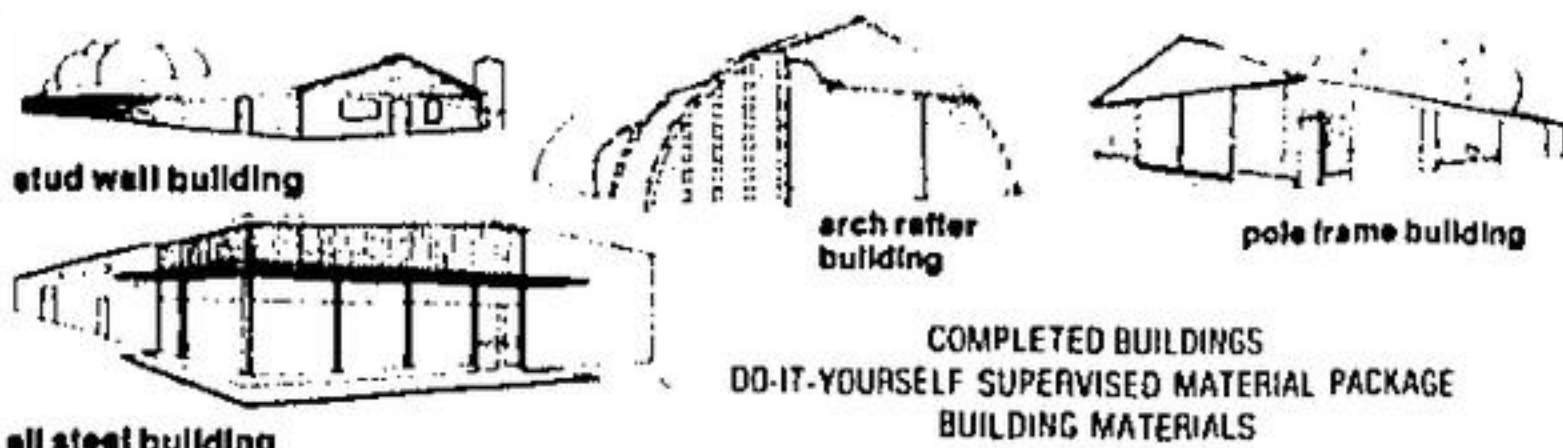 stud wall building
arch rafter
building
pole frame building
all steel building
COMPLETED BUILDINGS
DO-IT-YOURSELF SUPERVISED MATERIAL PACKAGE
BUILDING MATERIALS